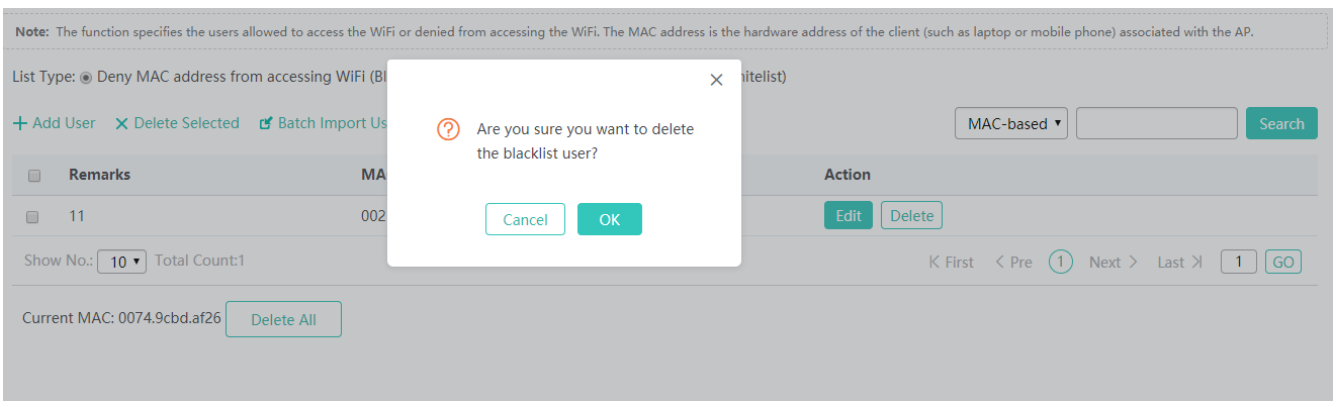 Note: The function specifies the users allowed to access the WiFi or denied from accessing the WiFi. The MAC address is the hardware address of the client (such as laptop or mobile phone) associated with the AP.
List Type: Deny MAC address from accessing WiFi (Bl itelist)
Are you sure you want to delete
the blacklist user?
Cancel OK
+ Add User X Delete Selected Batch Import Us MAC-based Search
Remarks MA Action
11 002 Edit Delete
Show No.: 10 Total Count:1 First < Pre 1 Next > Last 1 GO
Current MAC: 0074.9cbd.af26 Delete All